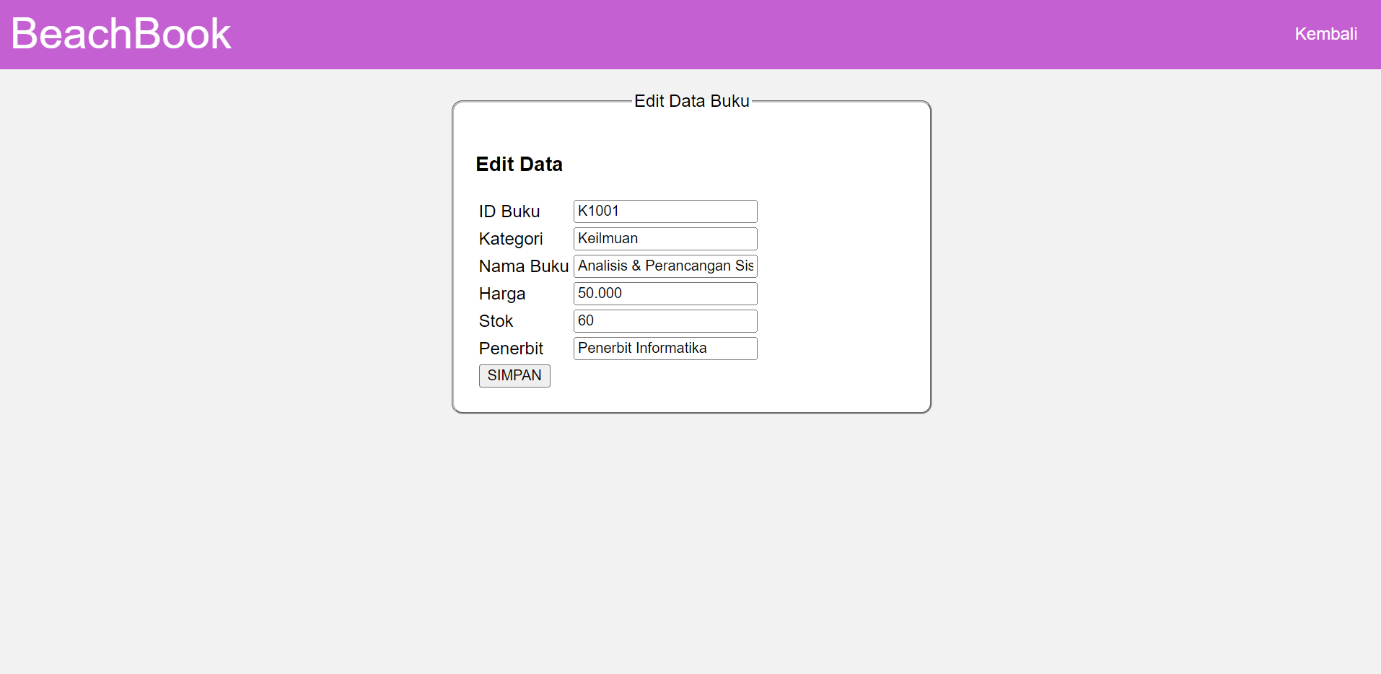 BeachBook
Kembali
Edit Data Buku
Edit Data
ID Buku K1001
Kategori Keilmuan
Nama Buku Analisis & Perancangan Sis
Harga 50.000
Stok 60
Penerbit Penerbit Informatika
SIMPAN